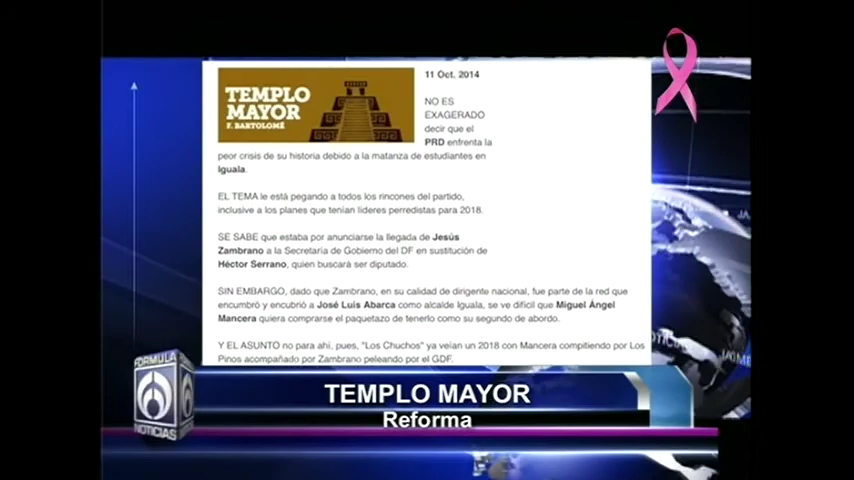 TEMPLO
MAYOR
F. BARTOLOMÉ
11 Oct. 2014
NO ES
EXAGERADO
decir que el
PRD enfrenta la
peor crisis de su historia debido a la matanza de estudiantes en
Iguala.
EL TEMA le está pegando a todos los rincones del partido,
inclusive a los planes que tenían líderes perredistas para 2018.
SE SABE que estaba por anunciarse la llegada de Jesús
Zambrano a la Secretaría de Gobierno del DF en sustitución de
Héctor Serrano, quien buscará ser diputado.
SIN EMBARGO, dado que Zambrano, en su calidad de dirigente nacional, fue parte de la red que
encumbró y encubrió a José Luis Abarca como alcalde Iguala, se ve difícil que Miguel Ángel
Mancera quiera comprarse el paquetazo de tenerlo como su segundo de abordo.
Y EL ASUNTO no para ahí, pues, "Los Chuchos" ya veían un 2018 con Mancera compitiendo por Los
Pinos acompañado por Zambrano peleando por el GDF.
FORMULA
NOTICIAS
TEMPLO MAYOR
Reforma